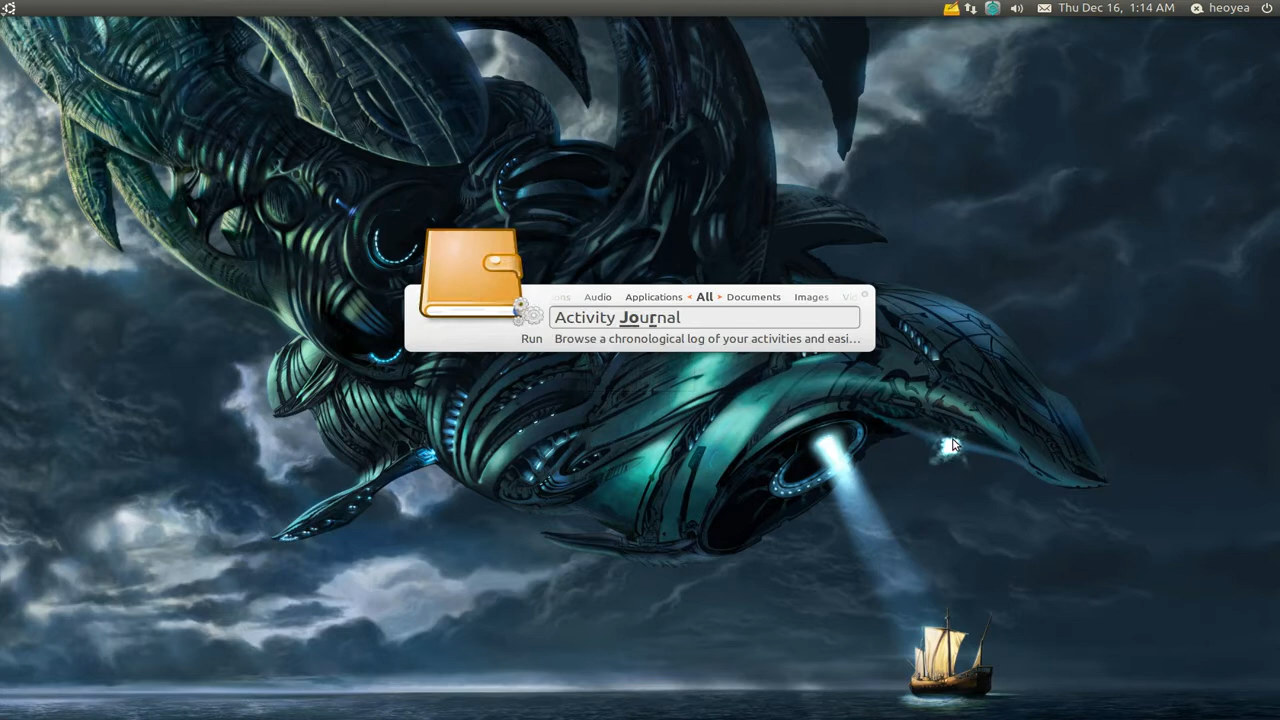 Thu Dec 16, 1:14 AM heoyea
Audio Applications All Documents Images
Activity Journal
Run Browse a chronological log of your activities and easi…